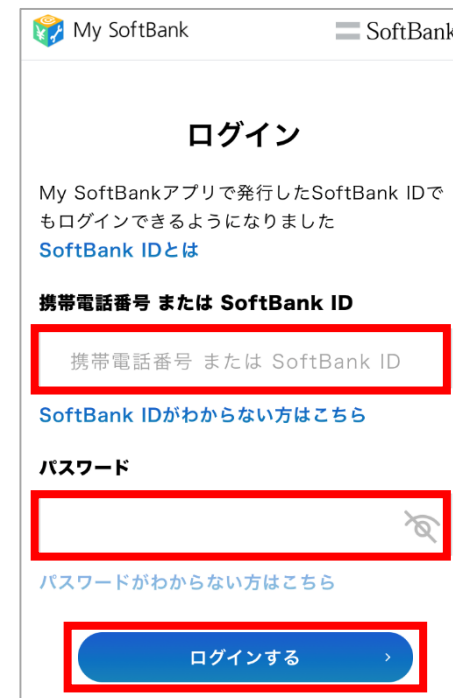 My SoftBank
SoftBank
ログイン
My SoftBankアプリで発行したSoftBank IDで
もログインできるようになりました
SoftBank IDとは
携帯電話番号 または SoftBank ID
携帯電話番号 または SoftBank ID
SoftBank IDがわからない方はこちら
パスワード
パスワードがわからない方はこちら
ログインする